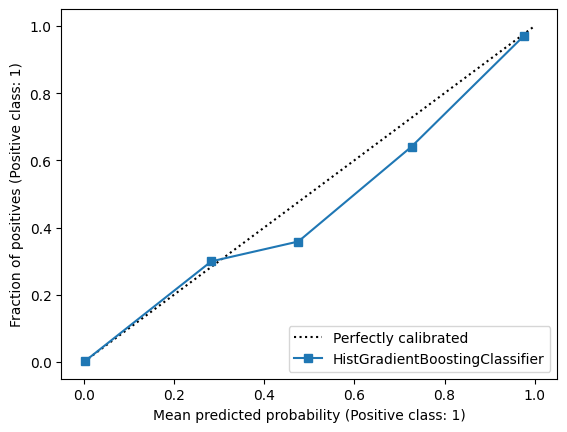 1.0
0.8
0.6
0.4
0.2
0.0
Fraction of positives (Positive class: 1)
Perfectly calibrated
HistGradientBoostingClassifier
0.0 0.2 0.4 0.6 0.8 1.0
Mean predicted probability (Positive class: 1)